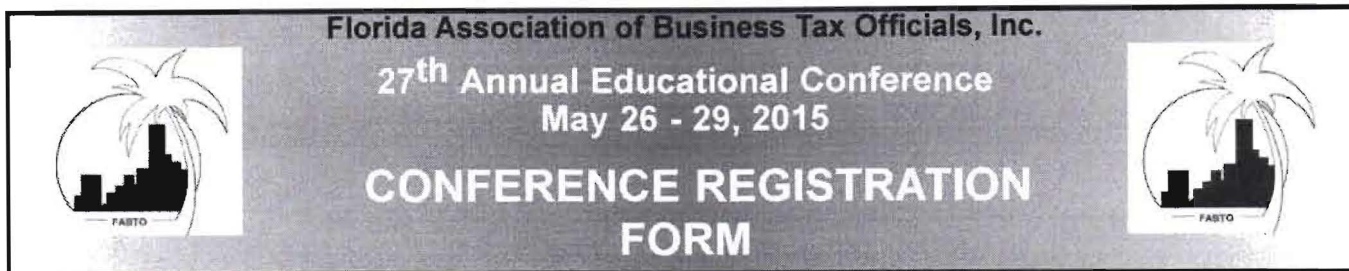 Florida Association of Business Tax Officials, Inc.
27th Annual Educational Conference
May 26 - 29, 2015
CONFERENCE REGISTRATION
FORM
FABTO
FABTO